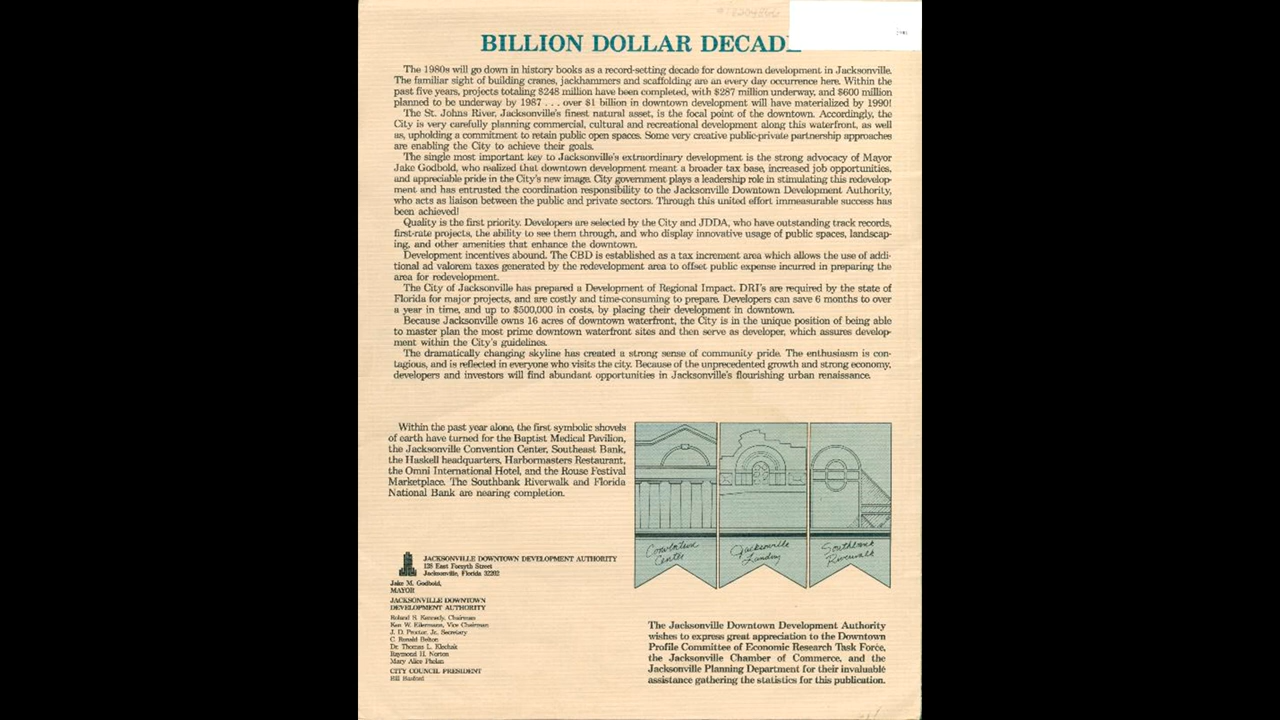 BILLION DOLLAR DECADE
The 1980s will go down in history books as a record-setting decade for downtown development in Jacksonville.
The familiar sight of building cranes, jackhammers and scaffolding are an every day occurrence here. Within the
past five years, projects totaling $248 million have been completed, with $287 million underway, and $600 million
planned to be underway by 1987 . . . over $1 billion in downtown development will have materialized by 1990!
The St. Johns River, Jacksonville's finest natural asset, is the focal point of the downtown. Accordingly, the
City is very carefully planning commercial, cultural and recreational development along this waterfront, as well
as, upholding a commitment to retain public open spaces. Some very creative public-private partnership approaches
are enabling the City to achieve their goals.
The single most important key to Jacksonville's extraordinary development is the strong advocacy of Mayor
Jake Godbold, who realized that downtown development meant a broader tax base, increased job opportunities,
and appreciable pride in the City's new image. City government plays a leadership role in stimulating this redevelop-
ment and has entrusted the coordination responsibility to the Jacksonville Downtown Development Authority,
who acts as liaison between the public and private sectors. Through this united effort immeasurable success has
been achieved!
Quality is the first priority. Developers are selected by the City and JDDA, who have outstanding track records,
first-rate projects, the ability to see them through, and who display innovative usage of public spaces, landscap-
ing, and other amenities that enhance the downtown.
Development incentives abound. The CBD is established as a tax increment area which allows the use of addi-
tional ad valorem taxes generated by the redevelopment area to offset public expense incurred in preparing the
area for redevelopment.
The City of Jacksonville has prepared a Development of Regional Impact. DRI's are required by the state of
Florida for major projects, and are costly and time-consuming to prepare. Developers can save 6 months to over
a year in time, and up to $500,000 in costs, by placing their development in downtown.
Because Jacksonville owns 16 acres of downtown waterfront, the City is in the unique position of being able
to master plan the most prime downtown waterfront sites and then serve as developer, which assures develop-
ment within the City's guidelines.
The dramatically changing skyline has created a strong sense of community pride. The enthusiasm is con-
tagious, and is reflected in everyone who visits the city. Because of the unprecedented growth and strong economy,
developers and investors will find abundant opportunities in Jacksonville's flourishing urban renaissance.
Within the past year alone, the first symbolic shovels
of earth have turned for the Baptist Medical Pavilion,
the Jacksonville Convention Center, Southeast Bank,
the Haskell headquarters, Harbormasters Restaurant,
the Omni International Hotel, and the Rouse Festival
Marketplace. The Southbank Riverwalk and Florida
National Bank are nearing completion.
Convention
Center
Jacksonville
Landing
Southbank
Riverwalk
JACKSONVILLE DOWNTOWN DEVELOPMENT AUTHORITY
128 East Forsyth Street
Jacksonville, Florida 32202
Jake M. Godbold,
MAYOR
JACKSONVILLE DOWNTOWN
DEVELOPMENT AUTHORITY
Roland S. Kennedy, Chairman
Ken W. Eilermann, Vice Chairman
J. D. Proctor, Jr., Secretary
C. Ronald Belton
Dr. Thomas L. Klechak
Raymond H. Norton
Mary Alice Phelan
CITY COUNCIL PRESIDENT
Bill Basford
The Jacksonville Downtown Development Authority
wishes to express great appreciation to the Downtown
Profile Committee of Economic Research Task Force,
the Jacksonville Chamber of Commerce, and the
Jacksonville Planning Department for their invaluable
assistance gathering the statistics for this publication.